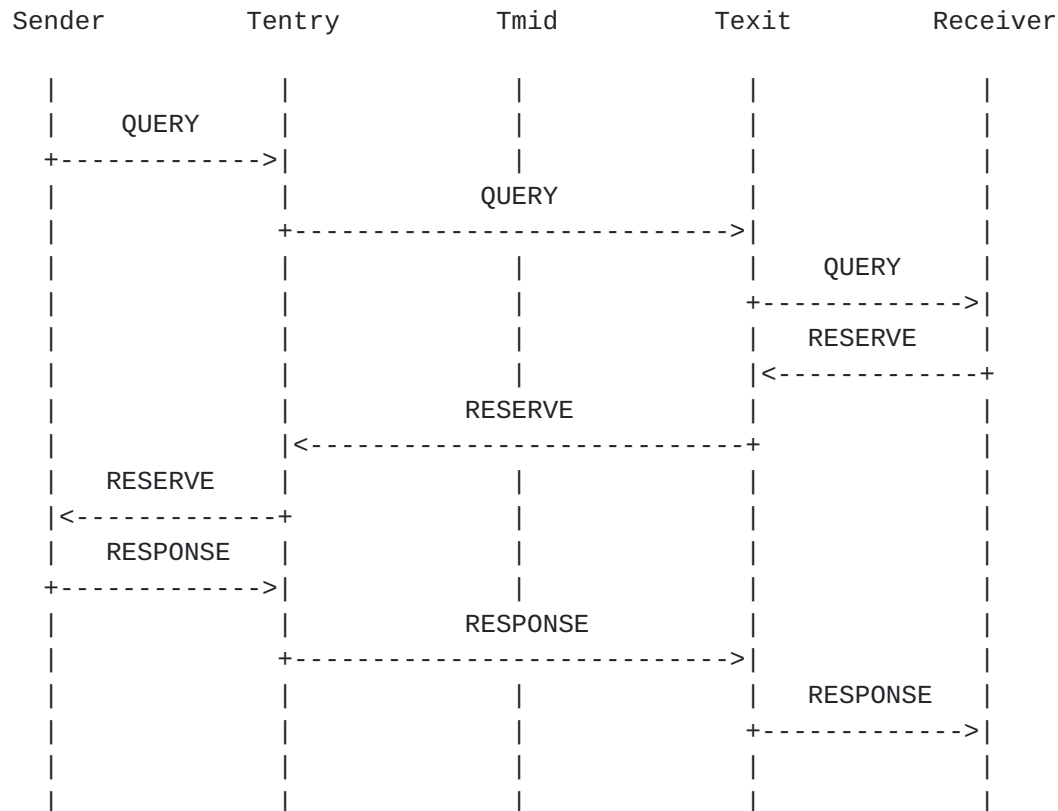 Sender Tentry Tmid Texit Receiver
QUERY
QUERY
QUERY
RESERVE
RESERVE
RESERVE
RESPONSE
RESPONSE
RESPONSE